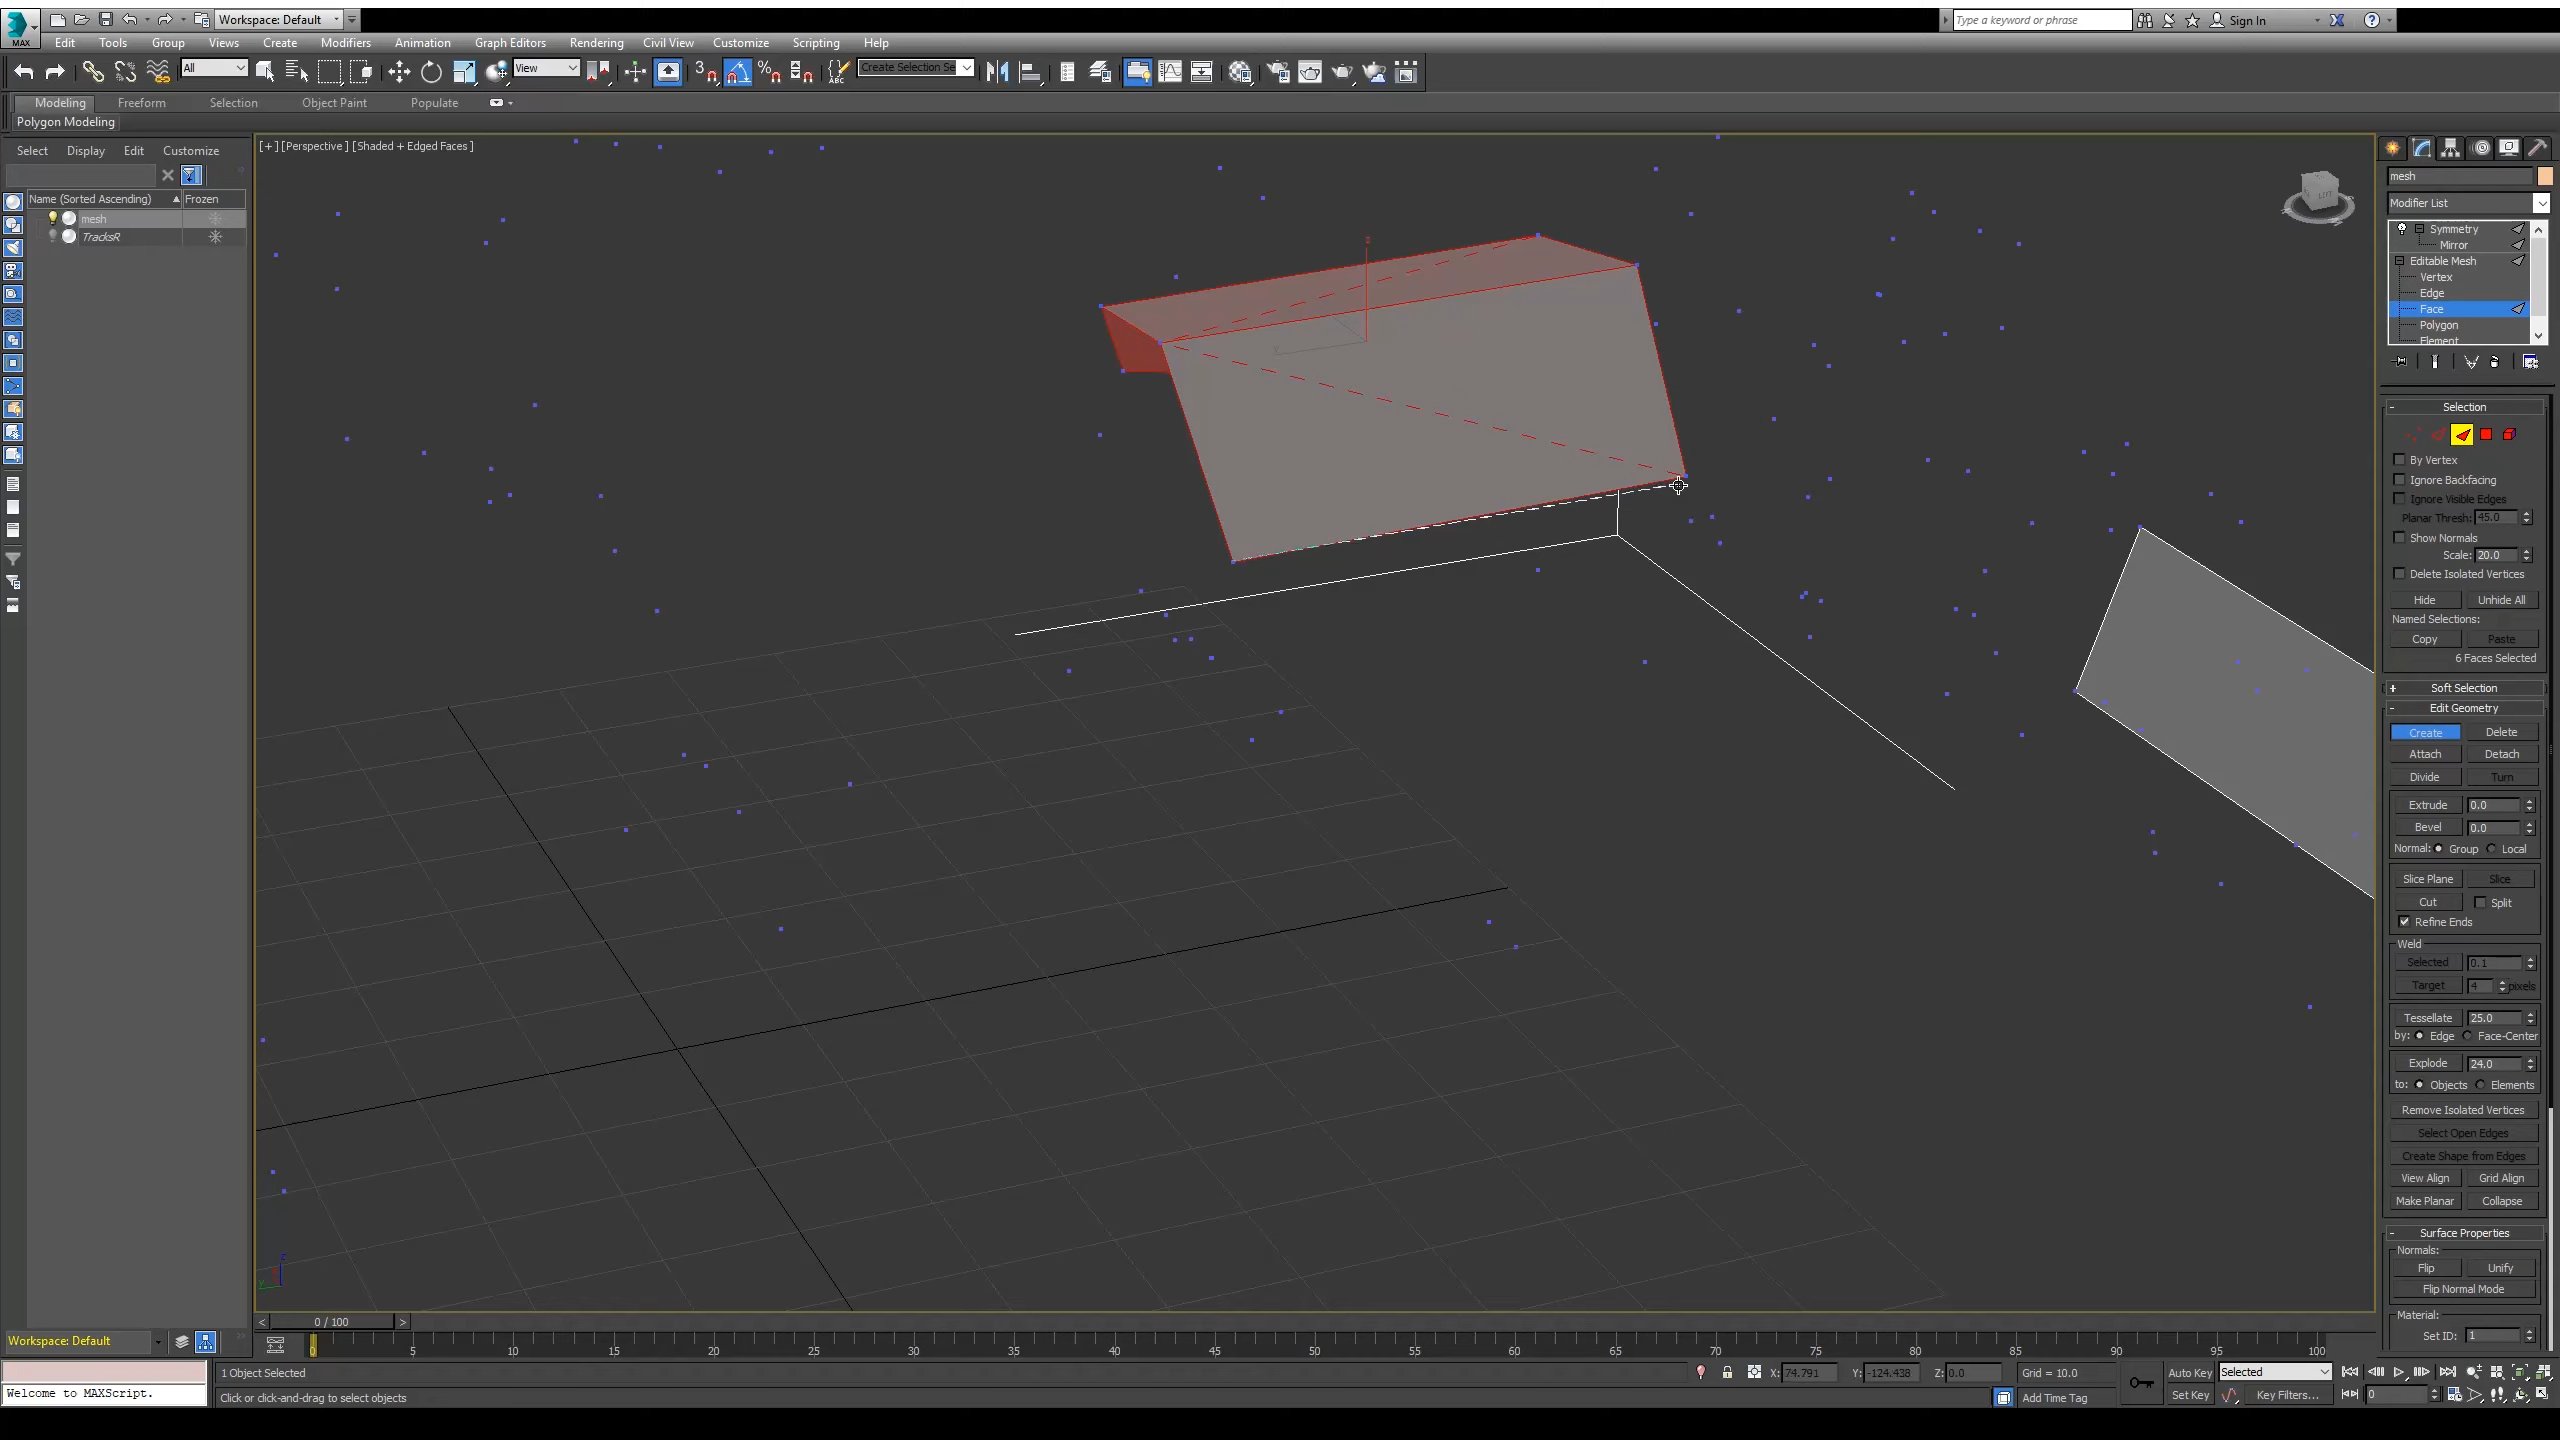 Workspace: Default
Type a keyword or phrase
Sign In
MAX
Edit Tools Group Views Create Modifiers Animation Graph Editors Rendering Civil View Customize Scripting Help
All
View
3
%
ABC
Create Selection Se
Modeling Freeform Selection Object Paint Populate
Polygon Modeling
Select Display Edit Customize
Name (Sorted Ascending) Frozen
mesh
TracksR
[+] [Perspective ] [Shaded + Edged Faces ]
mesh
Modifier List
Symmetry
Mirror
Editable Mesh
Vertex
Edge
Face
Polygon
Element
Selection
By Vertex
Ignore Backfacing
Ignore Visible Edges
Planar Thresh: 45.0
Show Normals
Scale: 20.0
Delete Isolated Vertices
Hide Unhide All
Named Selections:
Copy Paste
6 Faces Selected
Soft Selection
Edit Geometry
Create Delete
Attach Detach
Divide Turn
Extrude 0.0
Bevel 0.0
Normal: Group Local
Slice Plane Slice
Cut Split
Refine Ends
Weld
Selected 0.1
Target 4 pixels
Tessellate 25.0
by: Edge Face-Center
Explode 24.0
to: Objects Elements
Remove Isolated Vertices
Select Open Edges
Create Shape from Edges
View Align Grid Align
Make Planar Collapse
Surface Properties
Normals:
Flip Unify
Flip Normal Mode
Material:
Set ID: 1
0 / 100
Workspace: Default
0 5 10 15 20 25 30 35 40 45 50 55 60 65 70 75 80 85 90 95 100
Welcome to MAXScript.
1 Object Selected
Click or click-and-drag to select objects
X: 74.791 Y: -124.438 Z: 0.0
Grid = 10.0
Add Time Tag
Auto Key Selected
Set Key Key Filters...
0